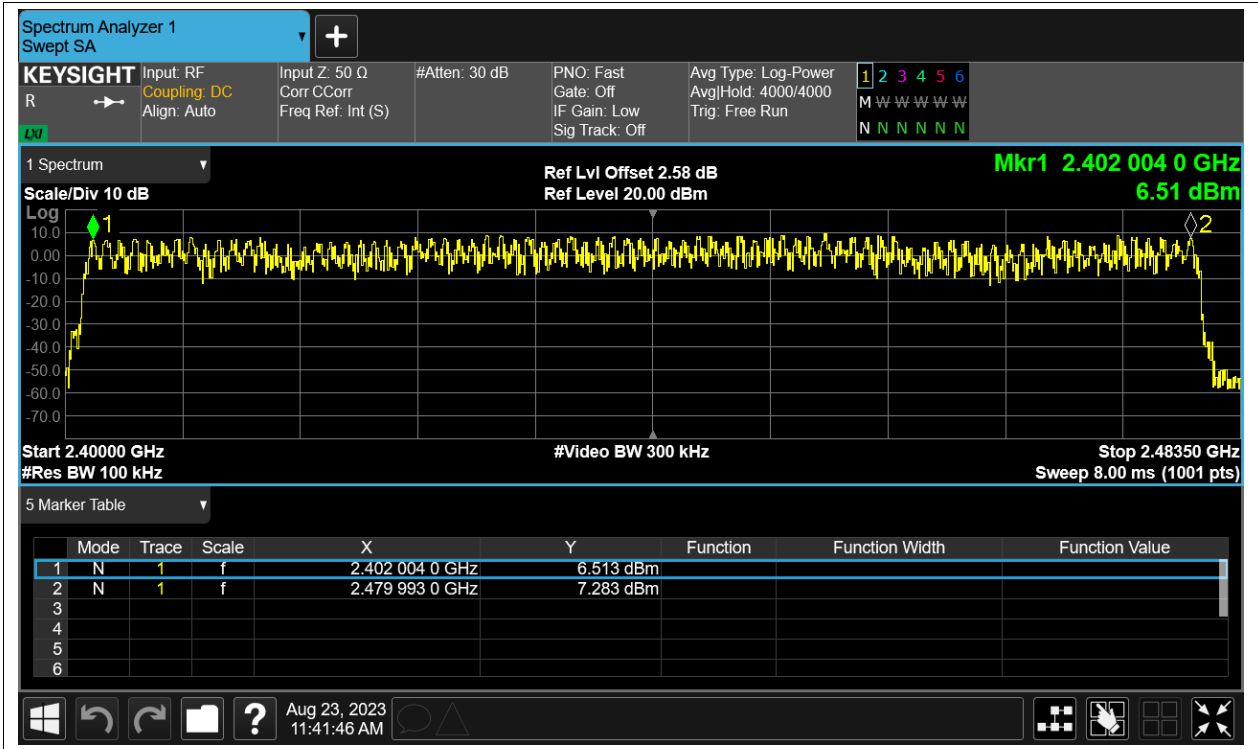 Spectrum Analyzer 1
Swept SA
+
KEYSIGHT Input: RF Input Z: 50 Ω #Atten: 30 dB PNO: Fast Avg Type: Log-Power 1 2 3 4 5 6
R Coupling: DC Corr CCorr Gate: Off Avg|Hold: 4000/4000 M W W W W W
Align: Auto Freq Ref: Int (S) IF Gain: Low Trig: Free Run
LXI Sig Track: Off N N N N N N
1 Spectrum Ref Lvl Offset 2.58 dB Mkr1 2.402 004 0 GHz
Scale/Div 10 dB Ref Level 20.00 dBm 6.51 dBm
Log
1 2
10.0
0.00
-10.0
-20.0
-30.0
-40.0
-50.0
-60.0
-70.0
Start 2.40000 GHz #Video BW 300 kHz Stop 2.48350 GHz
#Res BW 100 kHz Sweep 8.00 ms (1001 pts)
5 Marker Table
Mode Trace Scale X Y Function Function Width Function Value
1 N 1 f 2.402 004 0 GHz 6.513 dBm
2 N 1 f 2.479 993 0 GHz 7.283 dBm
3
4
5
6
? Aug 23, 2023
11:41:46 AM